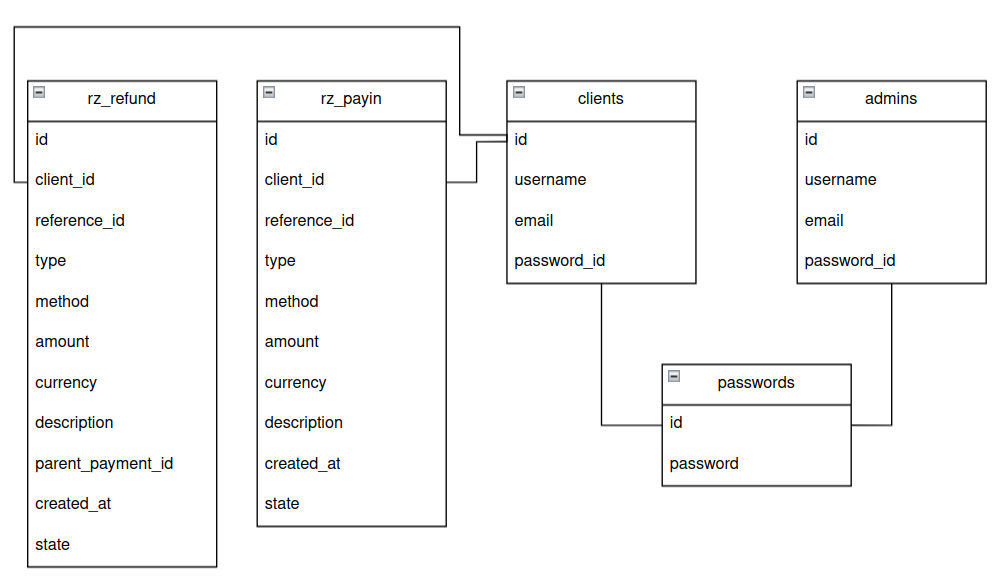 rz_refund
id
client_id
reference_id
type
method
amount
currency
description
parent_payment_id
created_at
state
rz_payin
id
client_id
reference_id
type
method
amount
currency
description
created_at
state
clients
id
username
email
password_id
admins
id
username
email
password_id
passwords
id
password